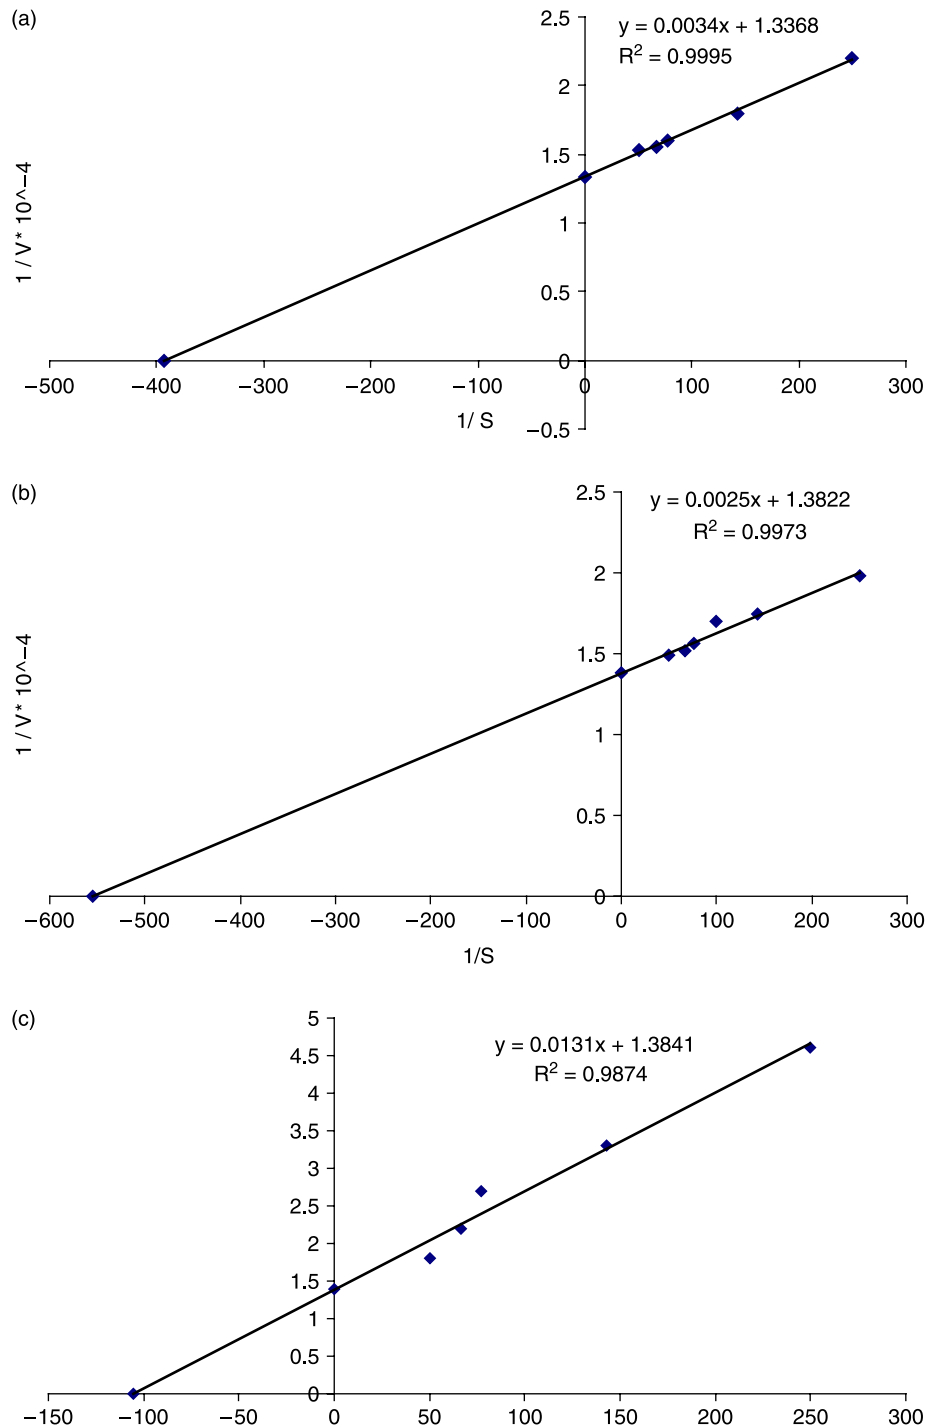 (a)
2.5
y = 0.0034x + 1.3368
R² = 0.9995
2
1.5
1
0.5
0
−0.5
1 / V* 10^−4
−500 −400 −300 −200 −100 0 100 200 300
1/ S
(b)
2.5
y = 0.0025x + 1.3822
R² = 0.9973
2
1.5
1
0.5
0
1 / V* 10^−4
−600 −500 −400 −300 −200 −100 0 100 200 300
1/S
(c)
5
y = 0.0131x + 1.3841
R² = 0.9874
4.5
4
3.5
3
2.5
2
1.5
1
0.5
0
−150 −100 −50 0 50 100 150 200 250 300